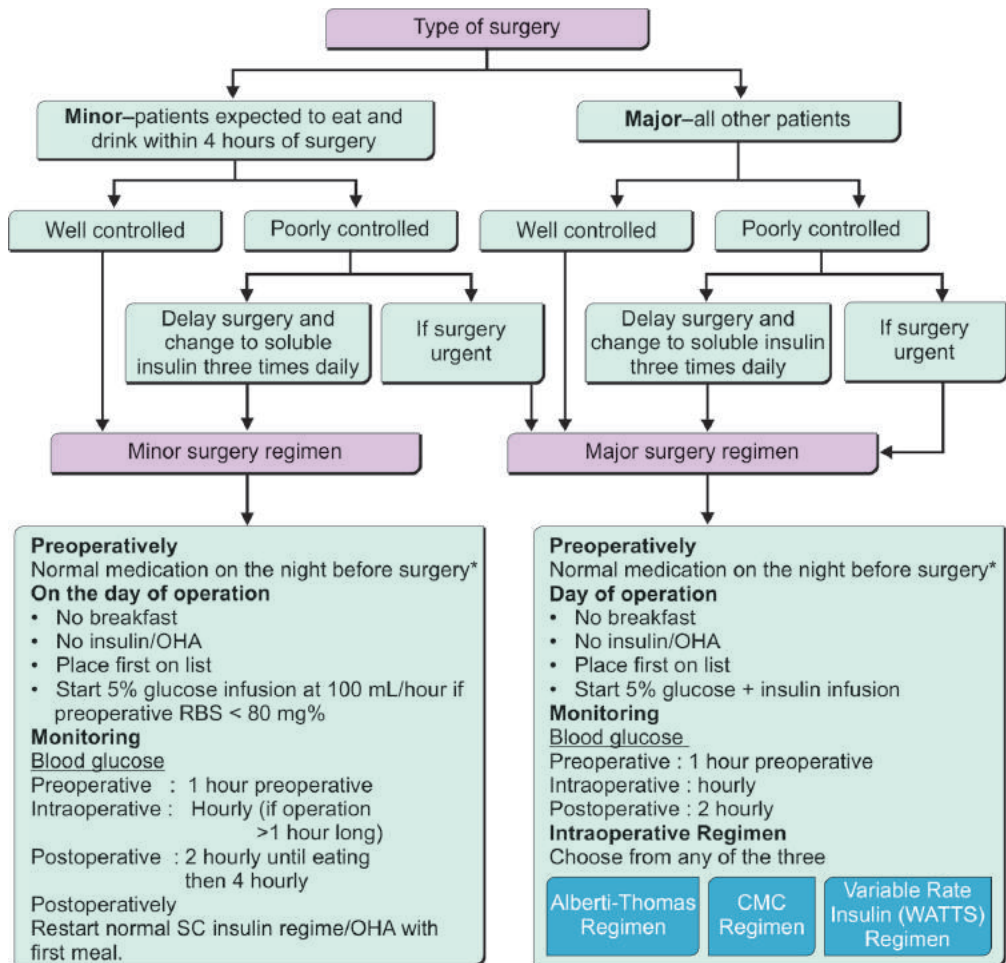 Type of surgery
Minor–patients expected to eat and
drink within 4 hours of surgery
Major–all other patients
Well controlled
Poorly controlled
Well controlled
Poorly controlled
Delay surgery and
change to soluble
insulin three times daily
If surgery
urgent
Delay surgery and
change to soluble insulin
three times daily
If surgery
urgent
Minor surgery regimen
Major surgery regimen
Preoperatively
Normal medication on the night before surgery*
On the day of operation
• No breakfast
• No insulin/OHA
• Place first on list
• Start 5% glucose infusion at 100 mL/hour if
preoperative RBS < 80 mg%
Monitoring
Blood glucose
Preoperative : 1 hour preoperative
Intraoperative : Hourly (if operation
>1 hour long)
Postoperative : 2 hourly until eating
then 4 hourly
Postoperatively
Restart normal SC insulin regime/OHA with
first meal.
Preoperatively
Normal medication on the night before surgery*
Day of operation
• No breakfast
• No insulin/OHA
• Place first on list
• Start 5% glucose + insulin infusion
Monitoring
Blood glucose
Preoperative : 1 hour preoperative
Intraoperative : hourly
Postoperative : 2 hourly
Intraoperative Regimen
Choose from any of the three
Alberti-Thomas
Regimen
CMC
Regimen
Variable Rate
Insulin (WATTS)
Regimen